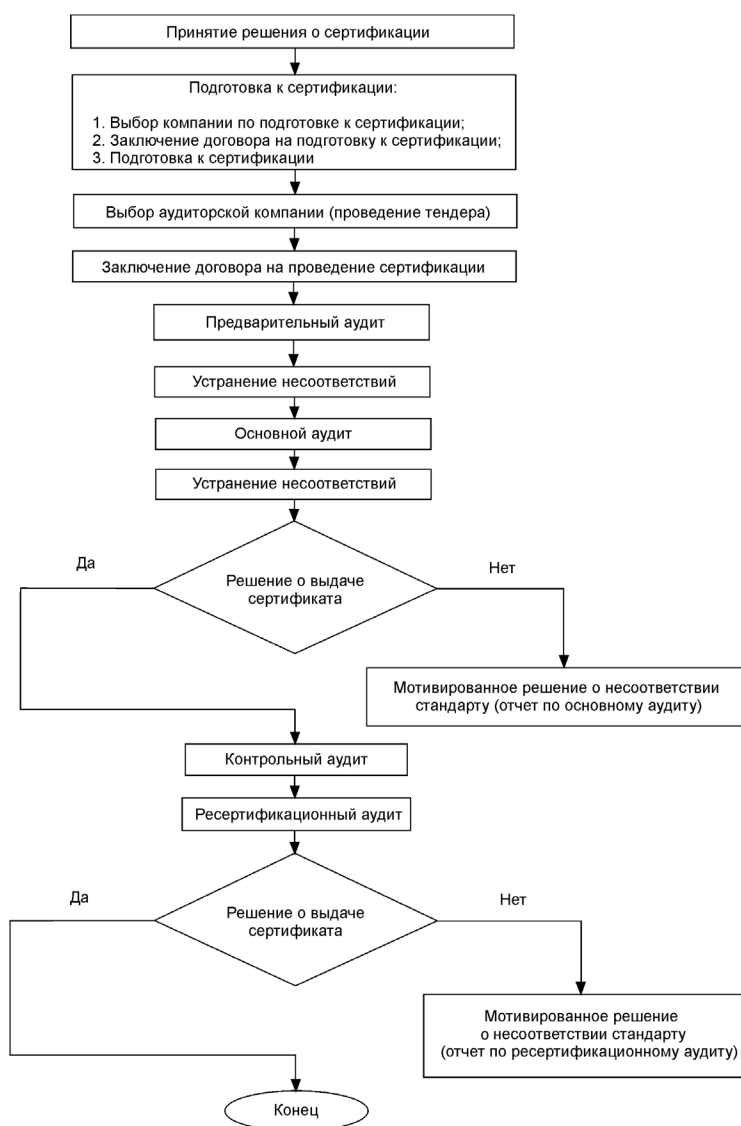 Принятие решения о сертификации
Подготовка к сертификации:
1. Выбор компании по подготовке к сертификации;
2. Заключение договора на подготовку к сертификации;
3. Подготовка к сертификации
Выбор аудиторской компании (проведение тендера)
Заключение договора на проведение сертификации
Предварительный аудит
Устранение несоответствий
Основной аудит
Устранение несоответствий
Да
Решение о выдаче
сертификата
Нет
Мотивированное решение о несоответствии
стандарту (отчет по основному аудиту)
Контрольный аудит
Ресертификационный аудит
Да
Решение о выдаче
сертификата
Нет
Мотивированное решение
о несоответствии стандарту
(отчет по ресертификационному аудиту)
Конец